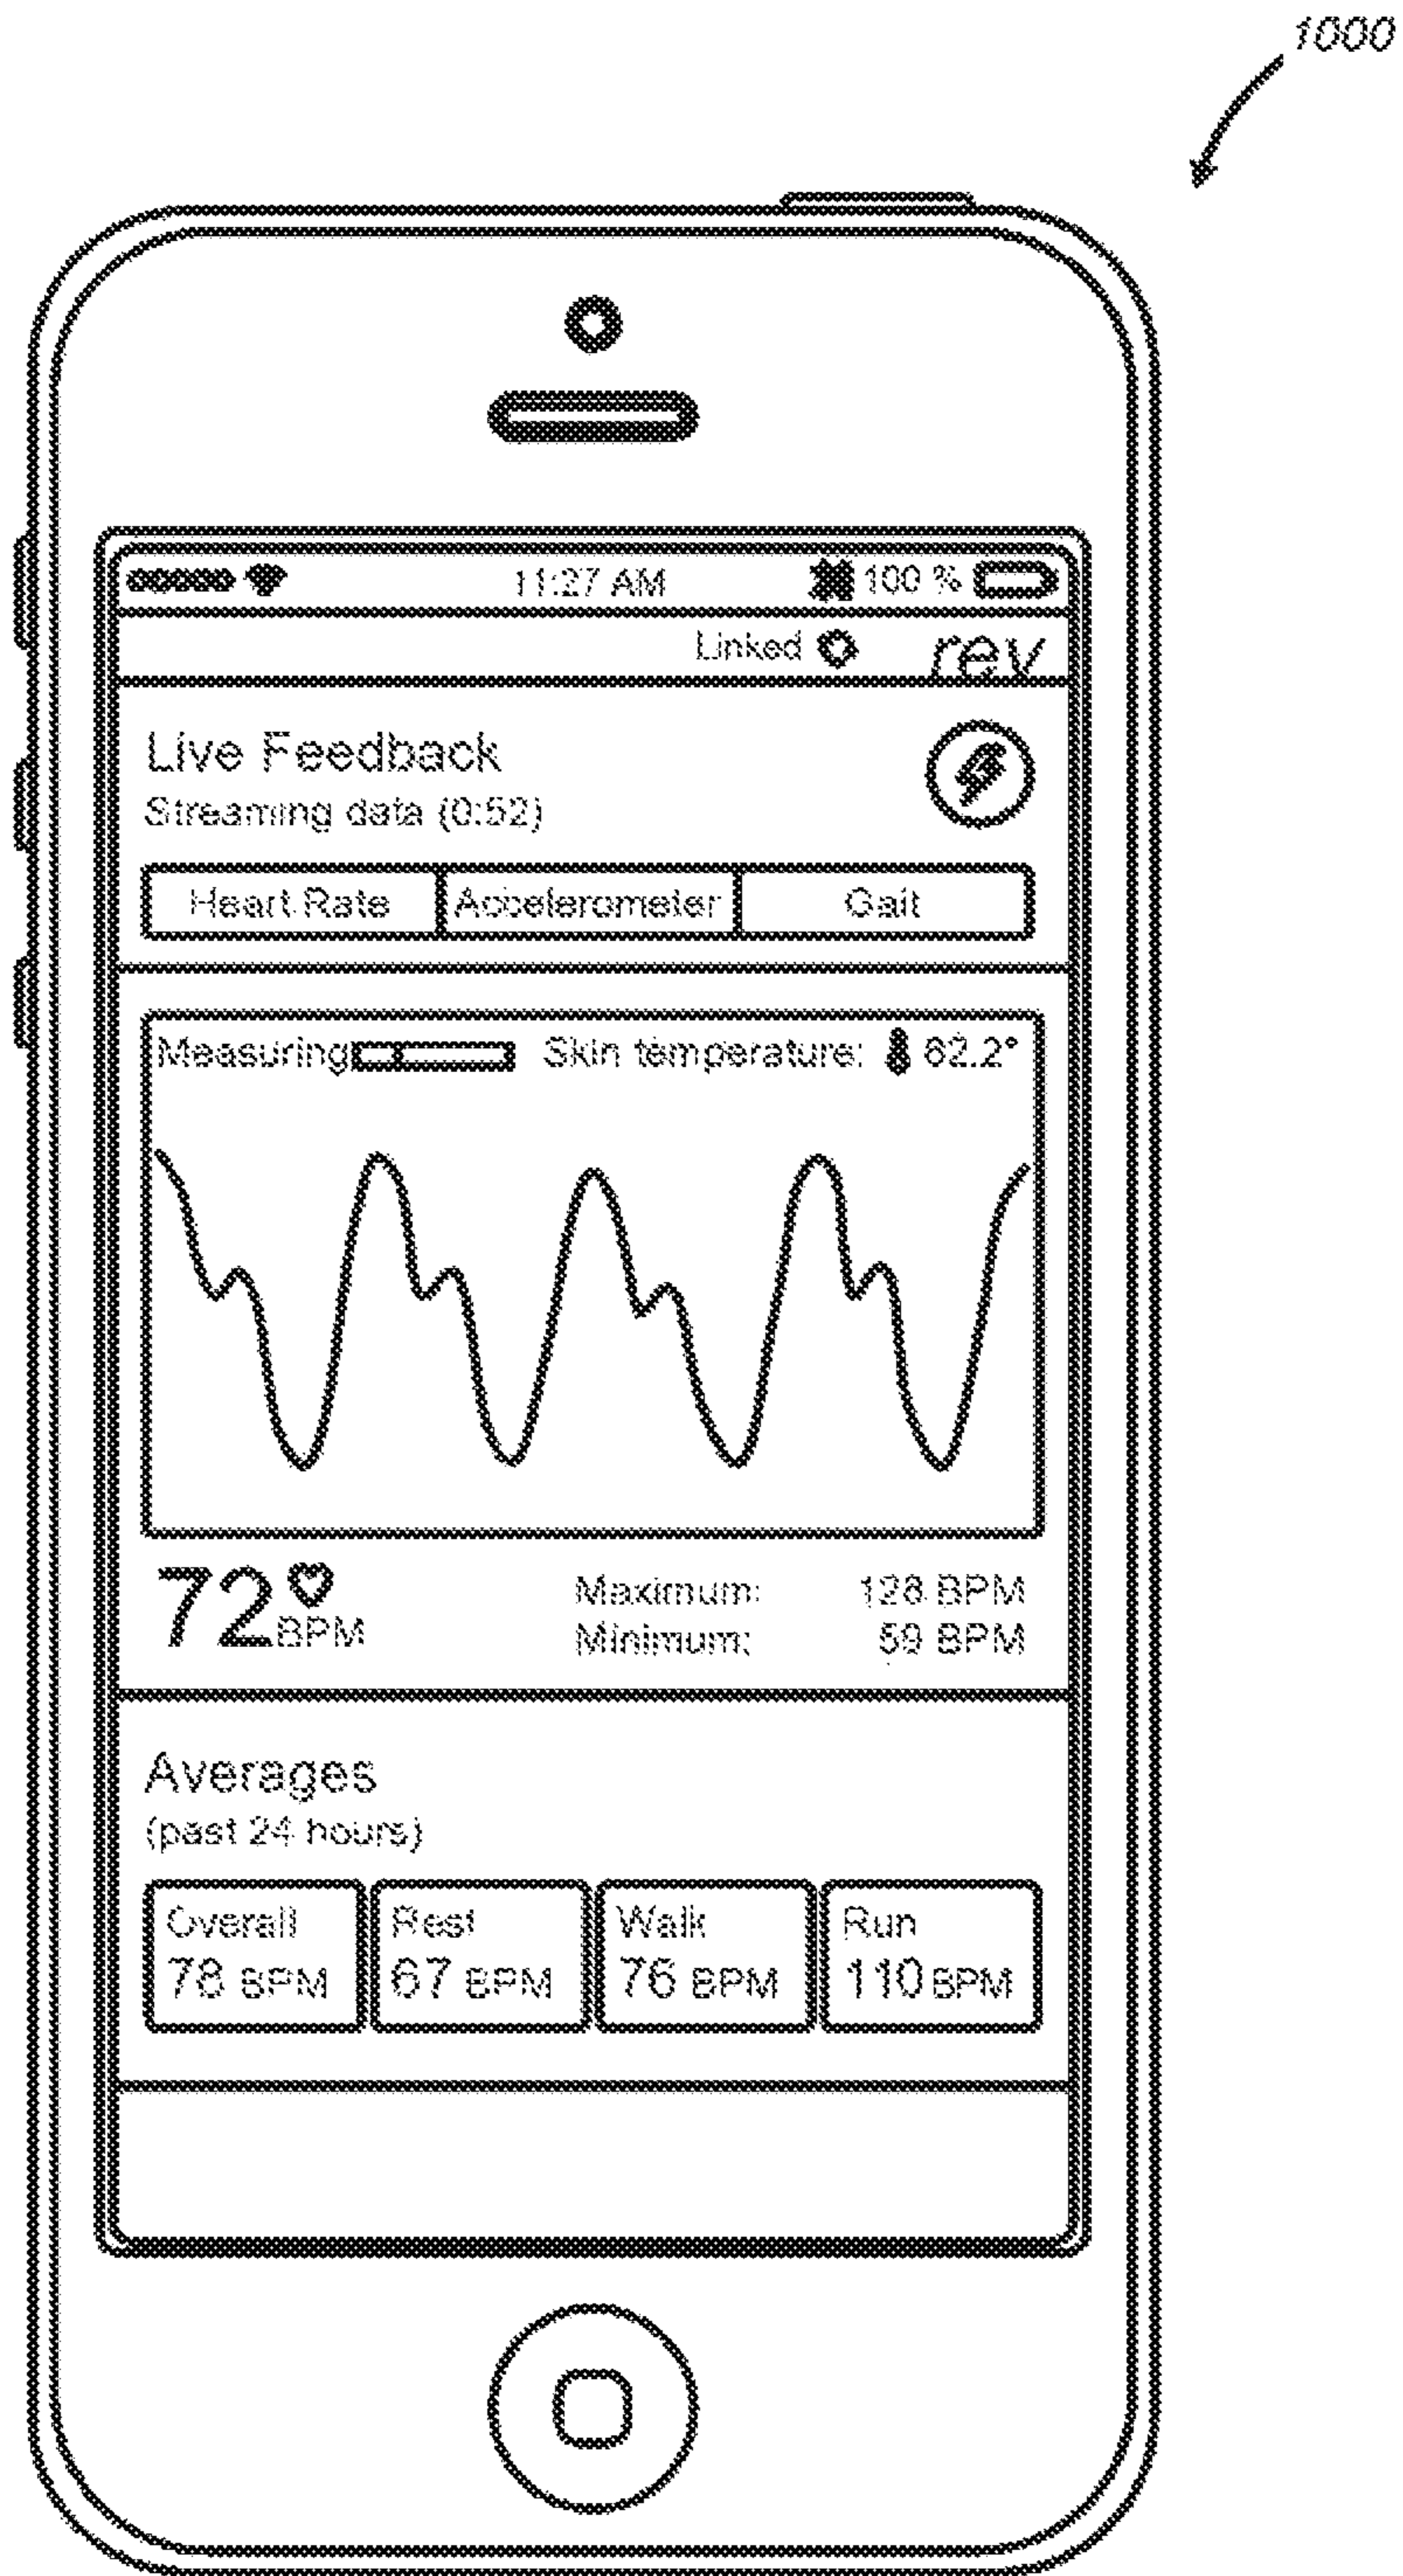 1000
11:27 AM 100 %
Linked rev
Live Feedback
Streaming data (0:52)
Heart Rate Accelerometer Gait
Measuring Skin temperature: 82.2°
72 BPM
Maximum: 128 BPM
Minimum: 59 BPM
Averages
(past 24 hours)
Overall Rest Walk Run
78 BPM 67 BPM 76 BPM 110 BPM